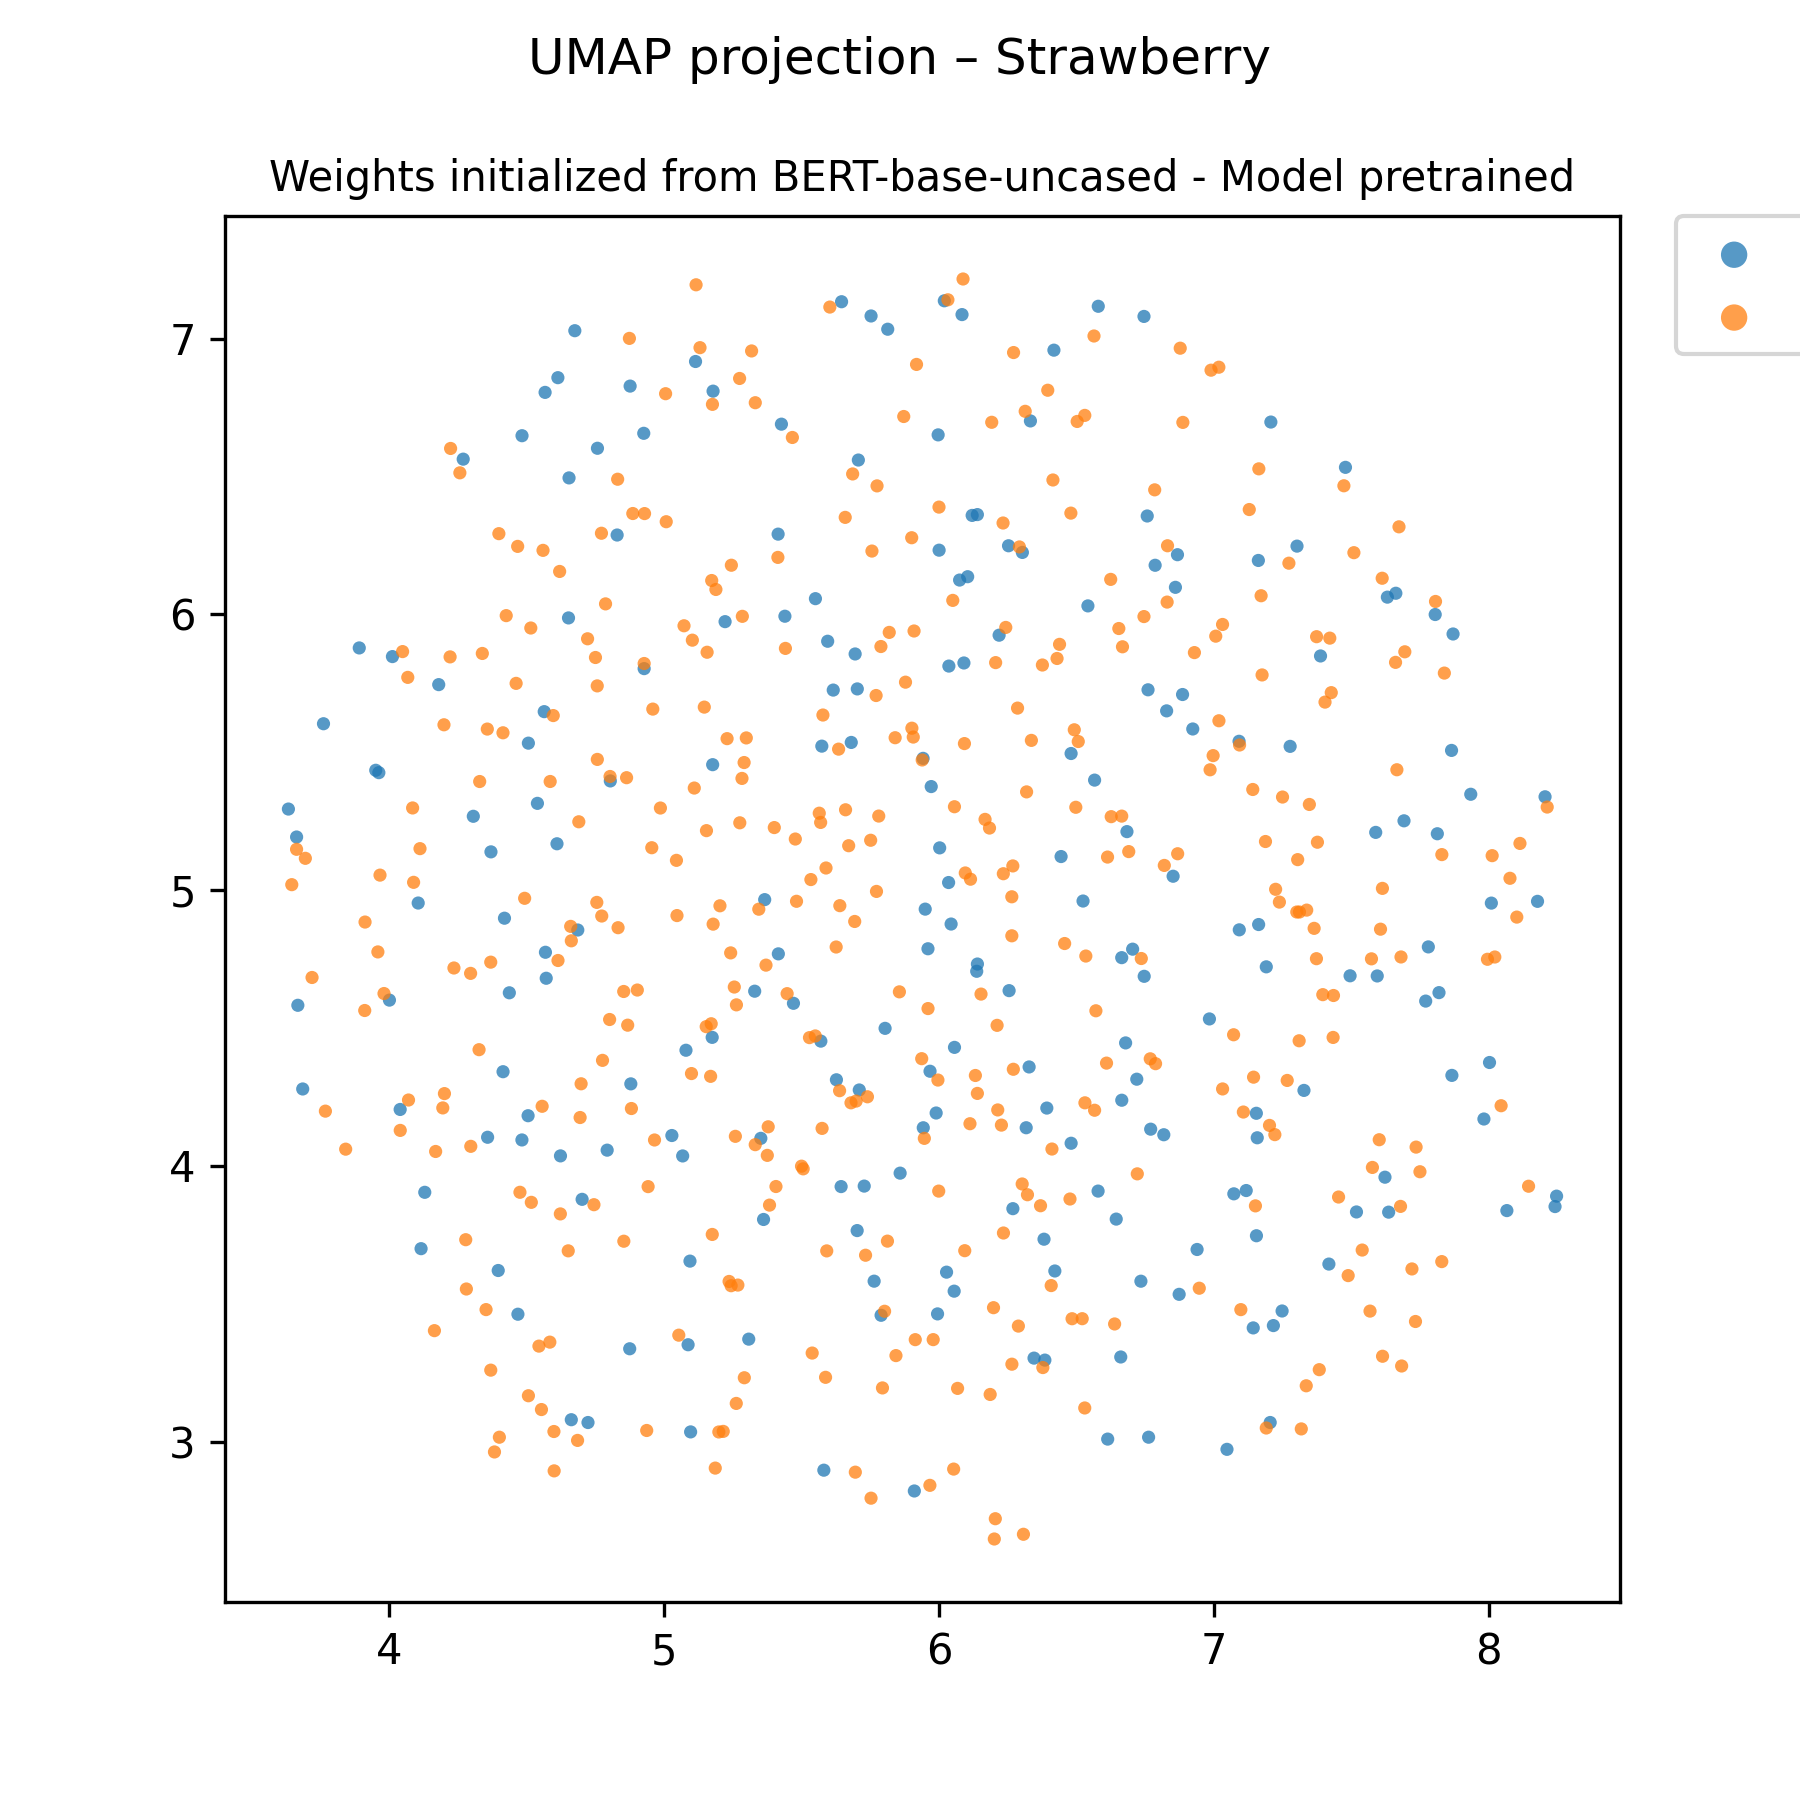 UMAP projection – Strawberry
Weights initialized from BERT-base-uncased - Model pretrained
7
6
5
4
3
4 5 6 7 8